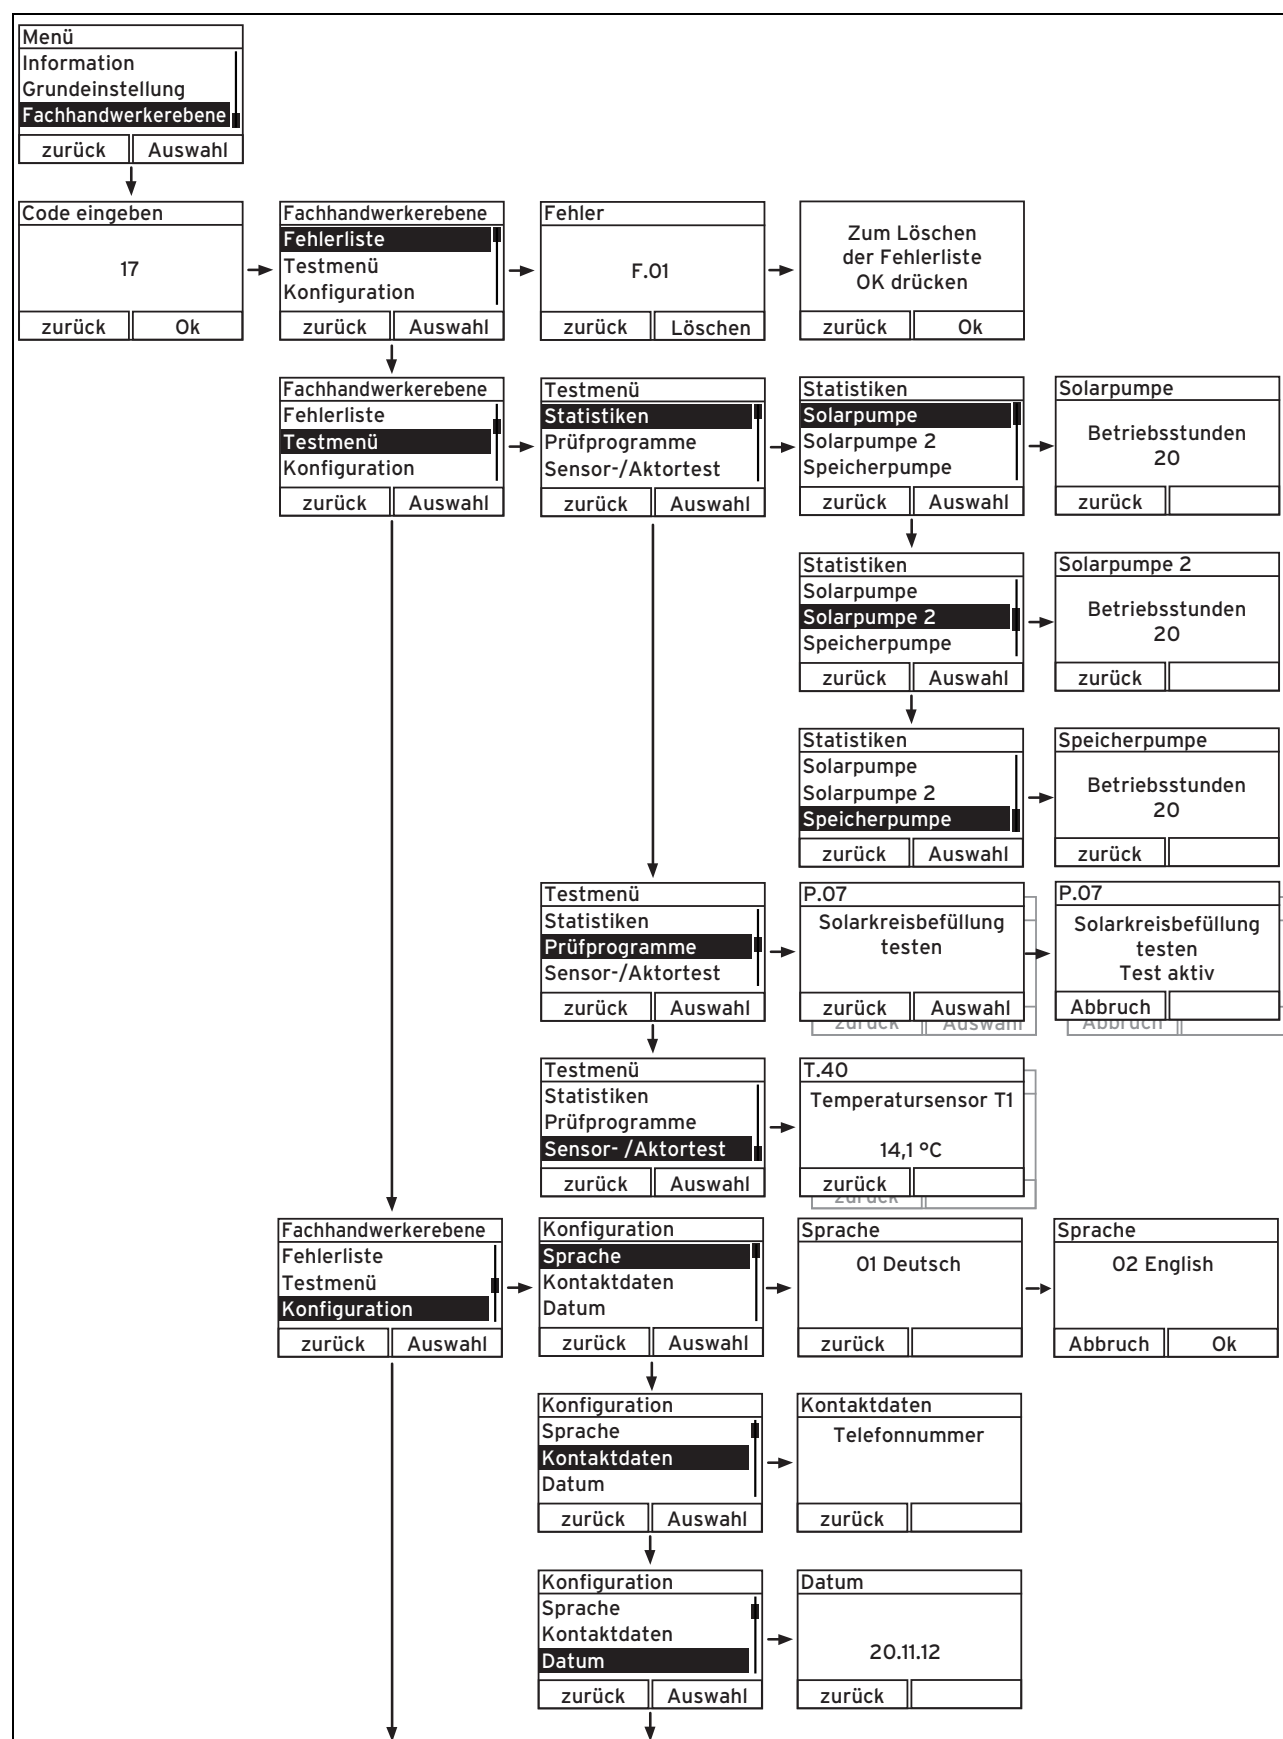 Menü
Information
Grundeinstellung
Fachhandwerkerebene
zurück Auswahl
Code eingeben
17
zurück Ok
Fachhandwerkerebene
Fehlerliste
Testmenü
Konfiguration
zurück Auswahl
Fehler
F.01
zurück Löschen
Zum Löschen
der Fehlerliste
OK drücken
zurück Ok
Fachhandwerkerebene
Fehlerliste
Testmenü
Konfiguration
zurück Auswahl
Testmenü
Statistiken
Prüfprogramme
Sensor-/Aktortest
zurück Auswahl
Statistiken
Solarpumpe
Solarpumpe 2
Speicherpumpe
zurück Auswahl
Solarpumpe
Betriebsstunden
20
zurück
Statistiken
Solarpumpe
Solarpumpe 2
Speicherpumpe
zurück Auswahl
Solarpumpe 2
Betriebsstunden
20
zurück
Statistiken
Solarpumpe
Solarpumpe 2
Speicherpumpe
zurück Auswahl
Speicherpumpe
Betriebsstunden
20
zurück
Testmenü
Statistiken
Prüfprogramme
Sensor-/Aktortest
zurück Auswahl
P.07
Solarkreisbefüllung
testen
zurück Auswahl
zurück Auswahl
P.07
Solarkreisbefüllung
testen
Test aktiv
Abbruch
Abbruch
Testmenü
Statistiken
Prüfprogramme
Sensor- /Aktortest
zurück Auswahl
T.40
Temperatursensor T1
14,1 °C
zurück
zurück
Fachhandwerkerebene
Fehlerliste
Testmenü
Konfiguration
zurück Auswahl
Konfiguration
Sprache
Kontaktdaten
Datum
zurück Auswahl
Sprache
01 Deutsch
zurück
Sprache
02 English
Abbruch Ok
Konfiguration
Sprache
Kontaktdaten
Datum
zurück Auswahl
Kontaktdaten
Telefonnummer
zurück
Konfiguration
Sprache
Kontaktdaten
Datum
zurück Auswahl
Datum
20.11.12
zurück